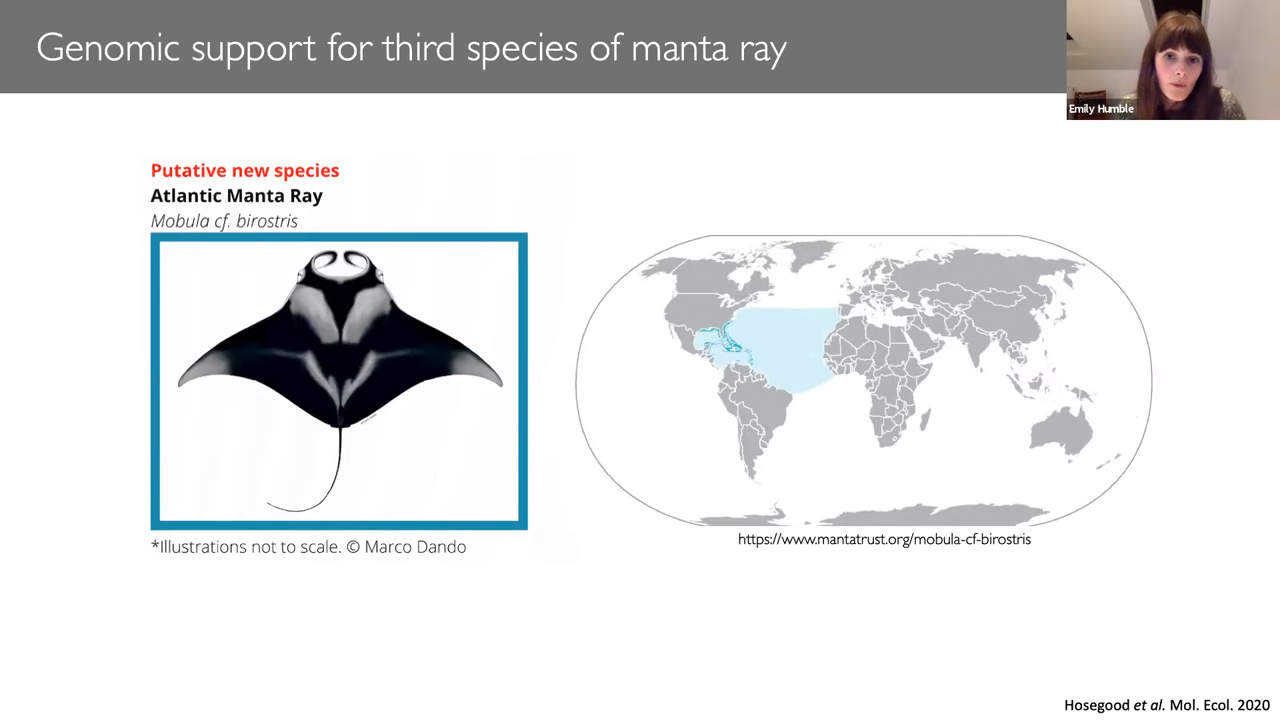 Genomic support for third species of manta ray
Emily Humble
Putative new species
Atlantic Manta Ray
Mobula cf. birostris
*Illustrations not to scale. © Marco Dando
https://www.mantatrust.org/mobula-cf-birostris
Hosegood et al. Mol. Ecol. 2020